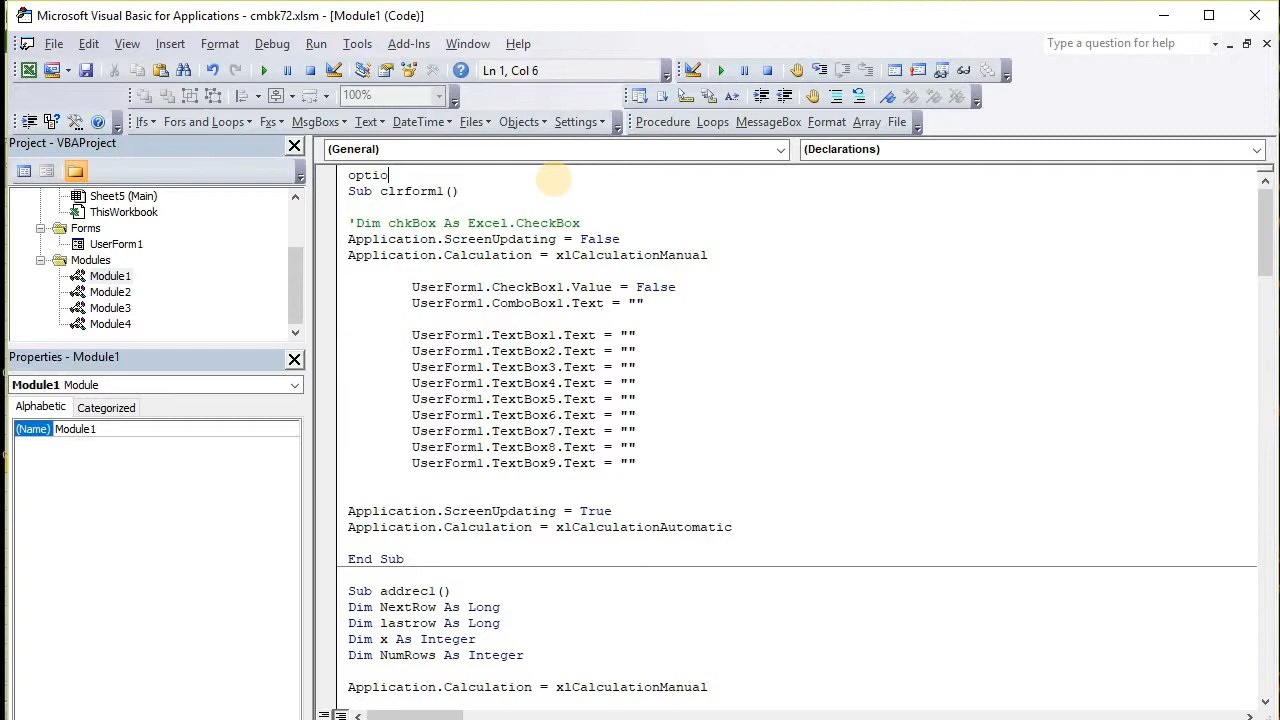 Microsoft Visual Basic for Applications - cmbk72.xlsm - [Module1 (Code)]
File Edit View Insert Format Debug Run Tools Add-Ins Window Help
Type a question for help
Ln 1, Col 6
100%
Ifs Fors and Loops Fxs MsgBoxs Text DateTime Files Objects Settings
Procedure Loops MessageBox Format Array File
Project - VBAProject
Sheet5 (Main)
ThisWorkbook
Forms
UserForm1
Modules
Module1
Module2
Module3
Module4
Properties - Module1
Module1 Module
Alphabetic Categorized
(Name) Module1
(General) (Declarations)
optio
Sub clrform1()
'Dim chkBox As Excel.CheckBox
Application.ScreenUpdating = False
Application.Calculation = xlCalculationManual
UserForm1.CheckBox1.Value = False
UserForm1.ComboBox1.Text = ""
UserForm1.TextBox1.Text = ""
UserForm1.TextBox2.Text = ""
UserForm1.TextBox3.Text = ""
UserForm1.TextBox4.Text = ""
UserForm1.TextBox5.Text = ""
UserForm1.TextBox6.Text = ""
UserForm1.TextBox7.Text = ""
UserForm1.TextBox8.Text = ""
UserForm1.TextBox9.Text = ""
Application.ScreenUpdating = True
Application.Calculation = xlCalculationAutomatic
End Sub
Sub addrec1()
Dim NextRow As Long
Dim lastrow As Long
Dim x As Integer
Dim NumRows As Integer
Application.Calculation = xlCalculationManual